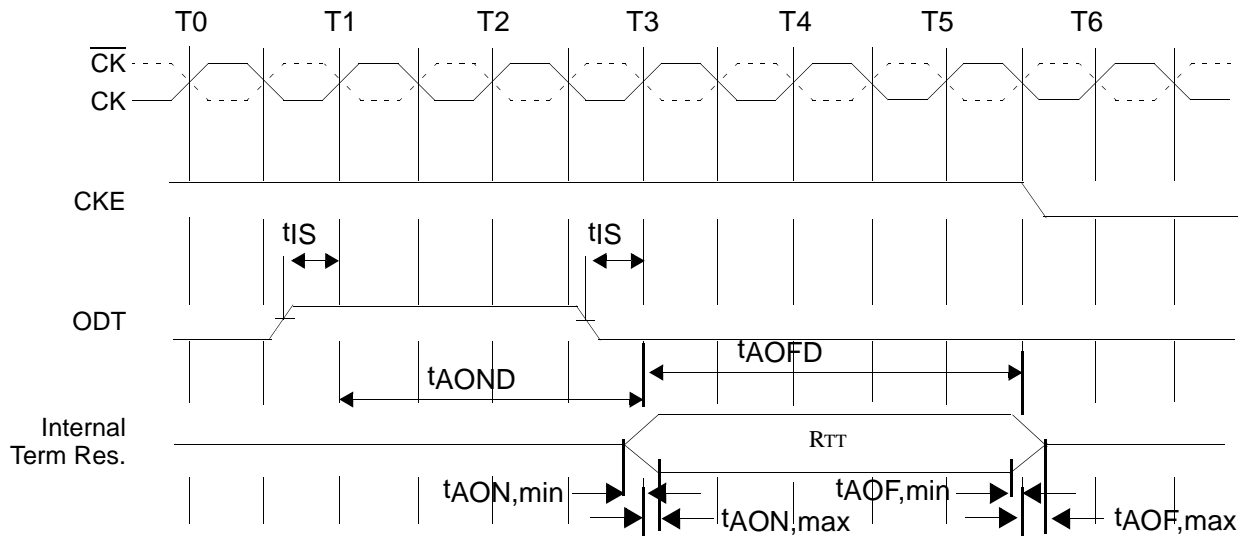 T0 T1 T2 T3 T4 T5 T6
CK
CK
CKE
tIS tIS
ODT
tAOFD
tAOND
Internal
Term Res.
RTT
tAON,min tAOF,min
tAON,max tAOF,max